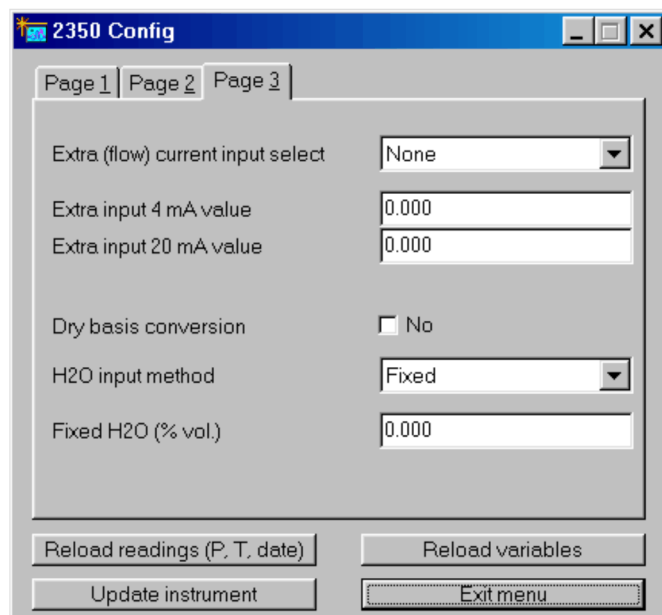 2350 Config
Page 1 Page 2 Page 3
Extra (flow) current input select None
Extra input 4 mA value 0.000
Extra input 20 mA value 0.000
Dry basis conversion No
H2O input method Fixed
Fixed H2O (% vol.) 0.000
Reload readings (P, T, date) Reload variables
Update instrument Exit menu